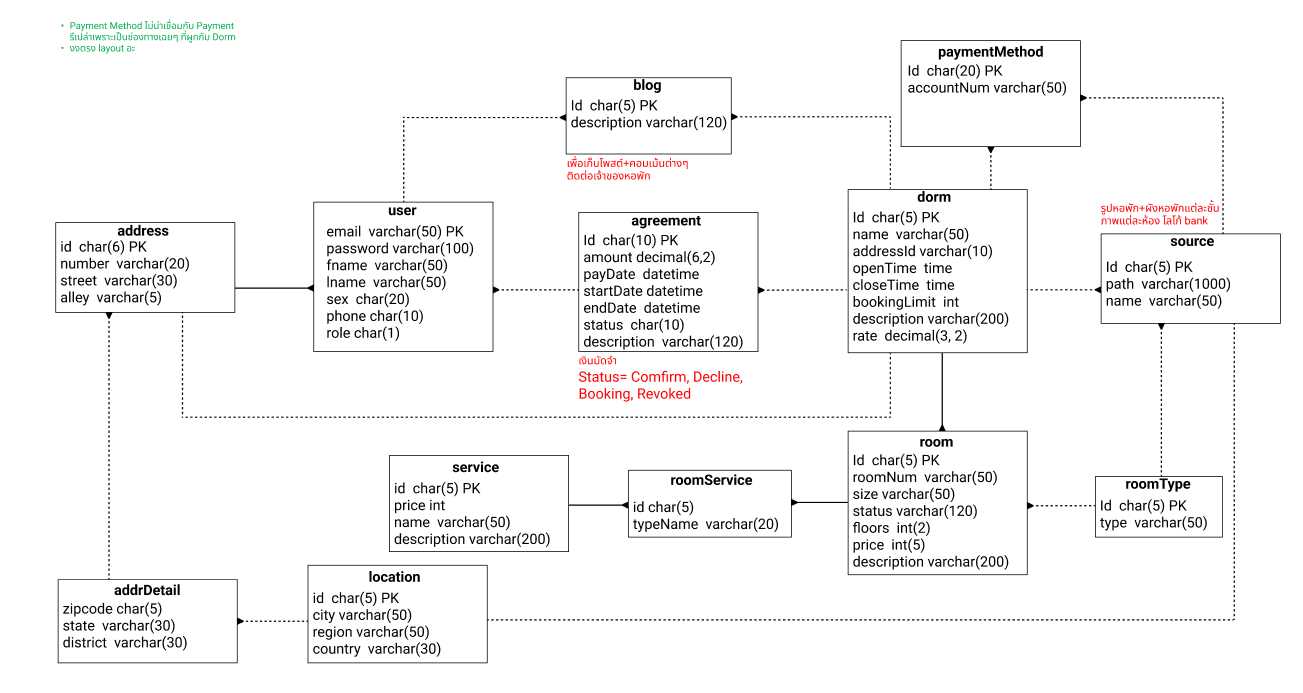 • Payment Method ไม่น่าเชื่อมกับ Payment
รึเปล่าเพราะเป็นช่องทางเฉยๆ ที่ผูกกับ Dorm
• งงตรง layout อะ
paymentMethod
Id char(20) PK
accountNum varchar(50)
blog
Id char(5) PK
description varchar(120)
เพื่อเก็บโพสต์+คอมเม้นต่างๆ
ติดต่อเจ้าของหอพัก
address
id char(6) PK
number varchar(20)
street varchar(30)
alley varchar(5)
user
email varchar(50) PK
password varchar(100)
fname varchar(50)
lname varchar(50)
sex char(20)
phone char(10)
role char(1)
agreement
Id char(10) PK
amount decimal(6,2)
payDate datetime
startDate datetime
endDate datetime
status char(10)
description varchar(120)
เงินมัดจำ
Status= Comfirm, Decline,
Booking, Revoked
dorm
Id char(5) PK
name varchar(50)
addressId varchar(10)
openTime time
closeTime time
bookingLimit int
description varchar(200)
rate decimal(3, 2)
รูปหอพัก+ผังหอพักแต่ละชั้น
ภาพแต่ละห้อง โลโก้ bank
source
Id char(5) PK
path varchar(1000)
name varchar(50)
service
id char(5) PK
price int
name varchar(50)
description varchar(200)
roomService
id char(5)
typeName varchar(20)
room
Id char(5) PK
roomNum varchar(50)
size varchar(50)
status varchar(120)
floors int(2)
price int(5)
description varchar(200)
roomType
Id char(5) PK
type varchar(50)
addrDetail
zipcode char(5)
state varchar(30)
district varchar(30)
location
id char(5) PK
city varchar(50)
region varchar(50)
country varchar(30)